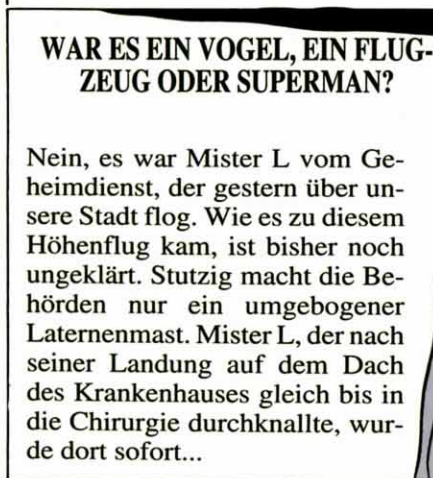 WAR ES EIN VOGEL, EIN FLUG-
ZEUG ODER SUPERMAN?
Nein, es war Mister L vom Ge-
heimdienst, der gestern über un-
sere Stadt flog. Wie es zu diesem
Höhenflug kam, ist bisher noch
ungeklärt. Stutzig macht die Be-
hörden nur ein umgebogener
Laternenmast. Mister L, der nach
seiner Landung auf dem Dach
des Krankenhauses gleich bis in
die Chirurgie durchknallte, wur-
de dort sofort...